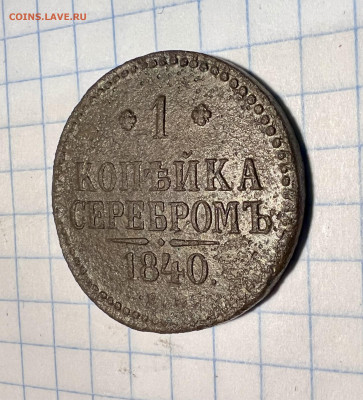 COINS.LAVE.RU
1
КОПѢЙКА
СЕРЕБРОМЪ
1840.